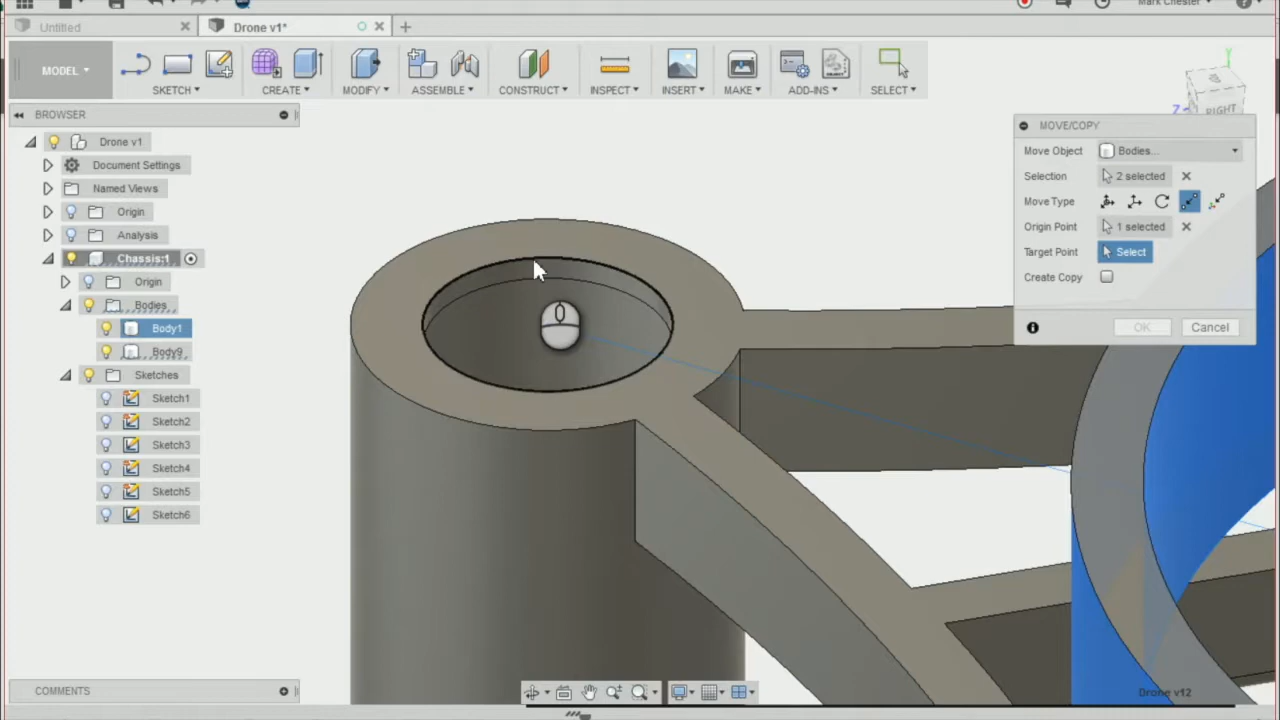 Mark Chester
Untitled
Drone v1*
MODEL
SKETCH
CREATE
MODIFY
ASSEMBLE
CONSTRUCT
INSPECT
INSERT
MAKE
ADD-INS
SELECT
BROWSER
Drone v1
Document Settings
Named Views
Origin
Analysis
Chassis:1
Origin
Bodies
Body1
Body9
Sketches
Sketch1
Sketch2
Sketch3
Sketch4
Sketch5
Sketch6
Y
Z
RIGHT
MOVE/COPY
Move Object
Bodies...
Selection
2 selected
Move Type
Origin Point
1 selected
Target Point
Select
Create Copy
OK
Cancel
COMMENTS
Drone v12